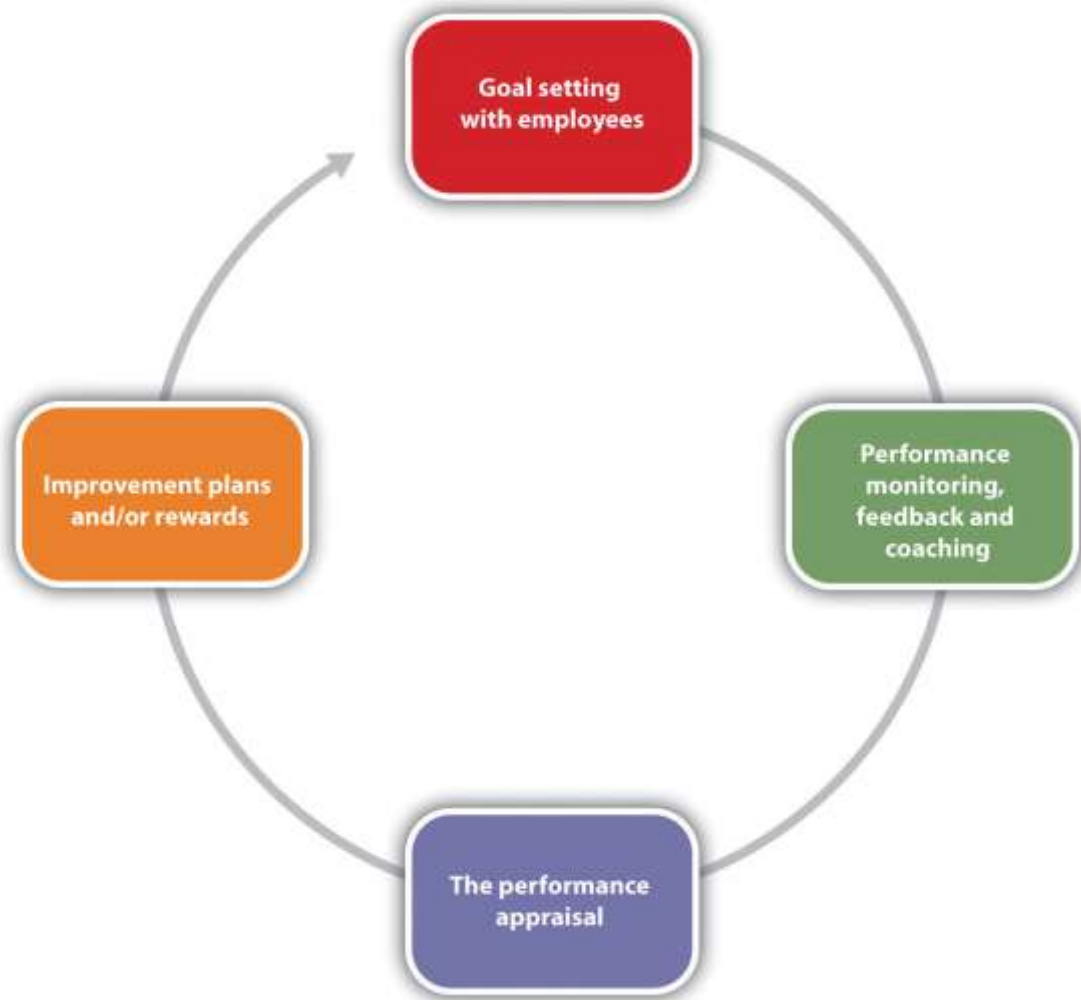 Goal setting
with employees
Performance
monitoring,
feedback and
coaching
The performance
appraisal
Improvement plans
and/or rewards